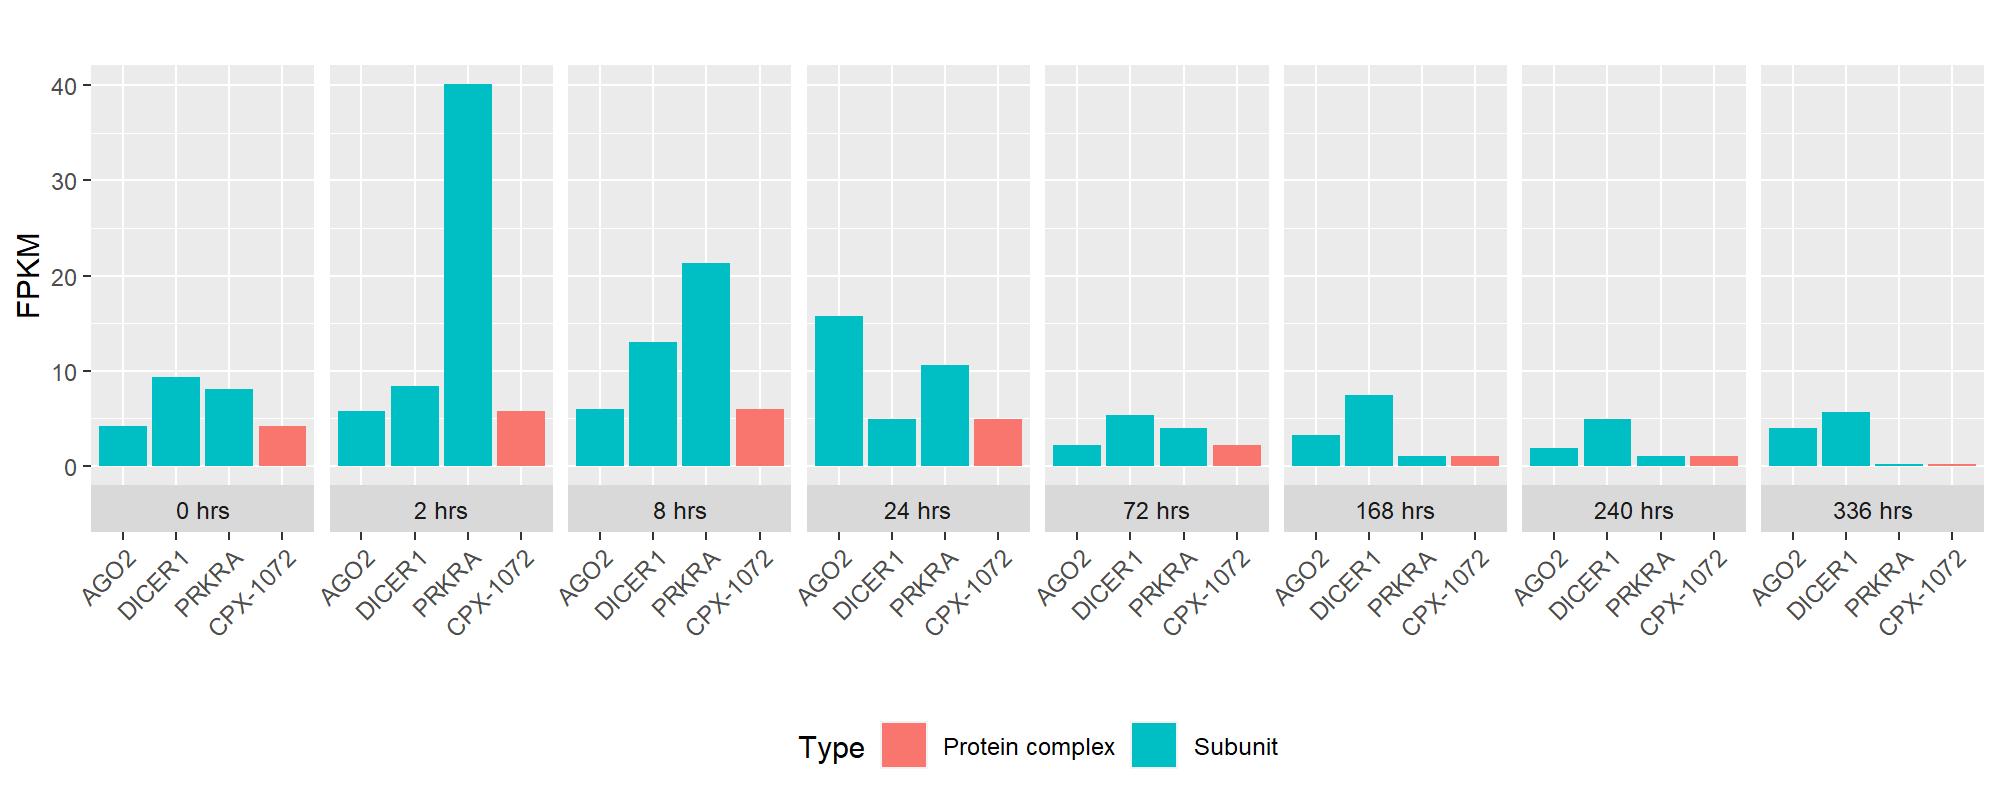 FPKM
40
30
20
10
0
0 hrs 2 hrs 8 hrs 24 hrs 72 hrs 168 hrs 240 hrs 336 hrs
AGO2 DICER1 PRKRA CPX-1072 AGO2 DICER1 PRKRA CPX-1072 AGO2 DICER1 PRKRA CPX-1072 AGO2 DICER1 PRKRA CPX-1072 AGO2 DICER1 PRKRA CPX-1072 AGO2 DICER1 PRKRA CPX-1072 AGO2 DICER1 PRKRA CPX-1072 AGO2 DICER1 PRKRA CPX-1072
Type Protein complex Subunit